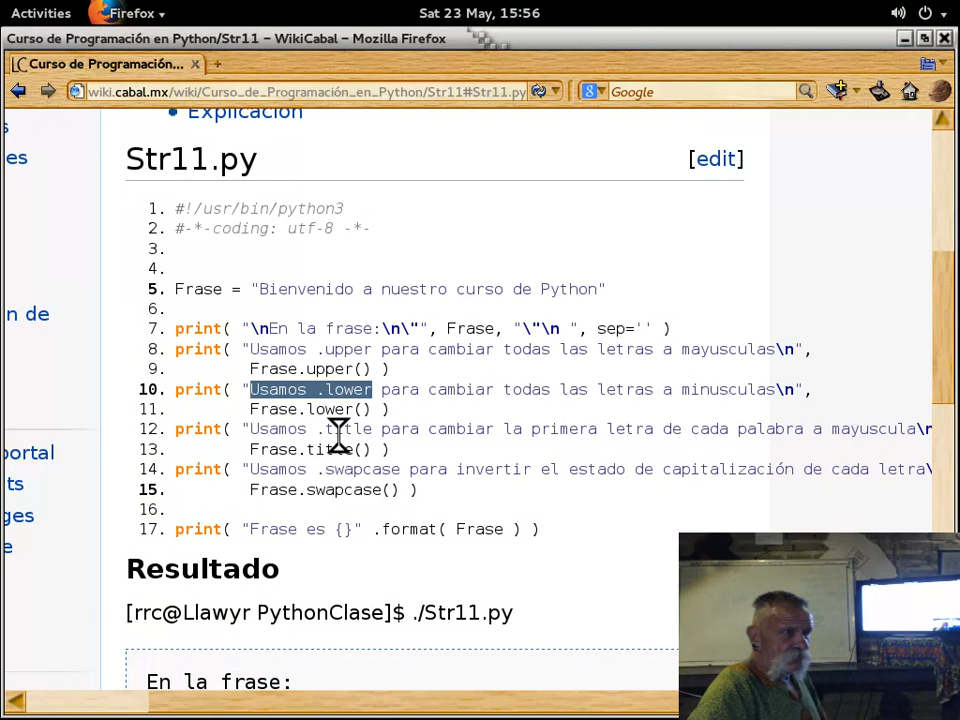 Activities Firefox Sat 23 May, 15:56
Curso de Programación en Python/Str11 – WikiCabal – Mozilla Firefox
Curso de Programación... × +
wiki.cabal.mx/wiki/Curso_de_Programación_en_Python/Str11#Str11.py Google
s
es
n de
portal
ts
ges
e
• Explicación
Str11.py [edit]
1. #!/usr/bin/python3
2. #-*-coding: utf-8 -*-
3.
4.
5. Frase = "Bienvenido a nuestro curso de Python"
6.
7. print( "\nEn la frase:\n\"", Frase, "\"\n ", sep='' )
8. print( "Usamos .upper para cambiar todas las letras a mayusculas\n",
9. Frase.upper() )
10. print( "Usamos .lower para cambiar todas las letras a minusculas\n",
11. Frase.lower() )
12. print( "Usamos .title para cambiar la primera letra de cada palabra a mayuscula\n
13. Frase.title() )
14. print( "Usamos .swapcase para invertir el estado de capitalización de cada letra\
15. Frase.swapcase() )
16.
17. print( "Frase es {}" .format( Frase ) )
Resultado
[rrc@Llawyr PythonClase]$ ./Str11.py
En la frase: